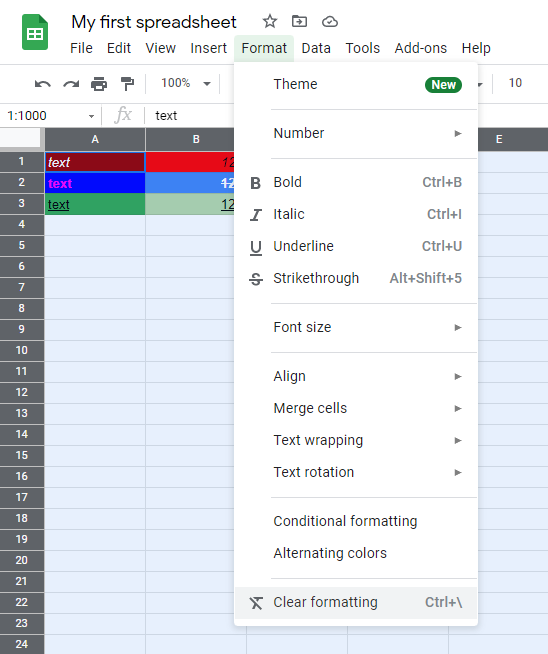 My first spreadsheet
File Edit View Insert Format Data Tools Add-ons Help
100% 10
1:1000 fx text
A B E
1 text
2 text
3 text
4
5
6
7
8
9
10
11
12
13
14
15
16
17
18
19
20
21
22
23
24
Theme New
Number
Bold Ctrl+B
Italic Ctrl+I
Underline Ctrl+U
Strikethrough Alt+Shift+5
Font size
Align
Merge cells
Text wrapping
Text rotation
Conditional formatting
Alternating colors
Clear formatting Ctrl+\